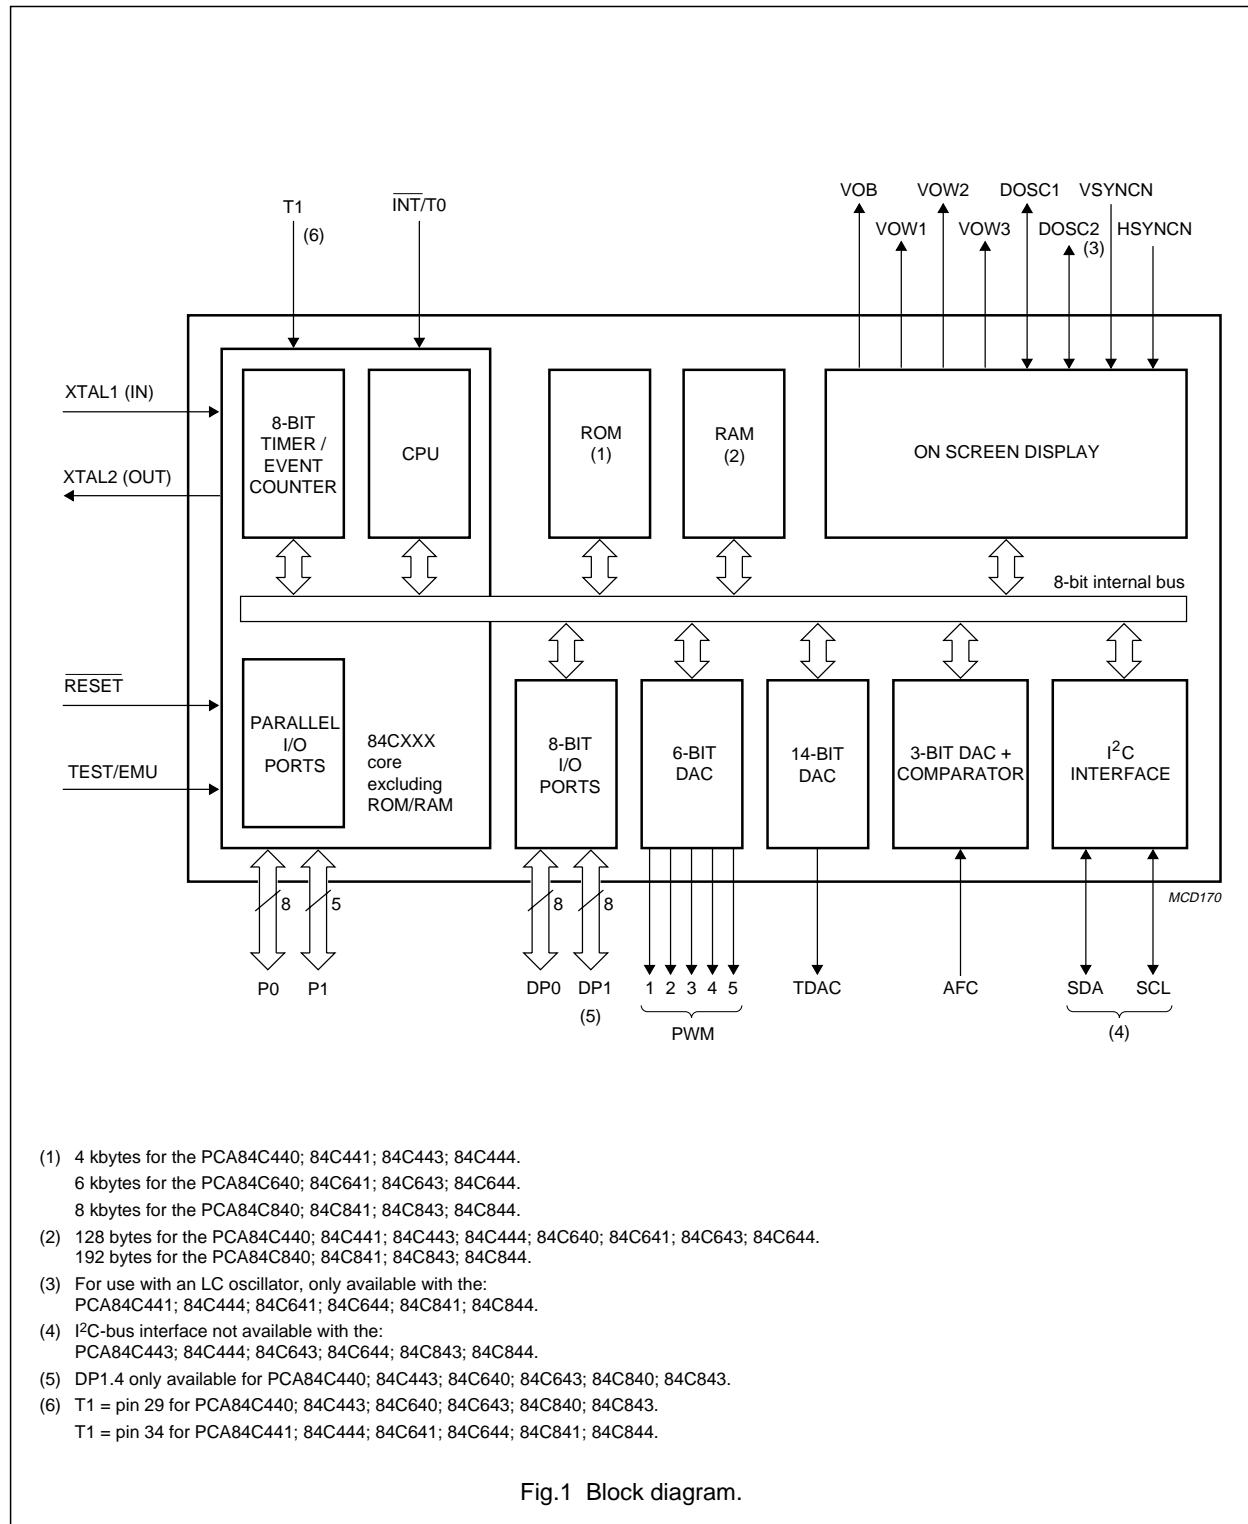 VOB VOW2 DOSC1 VSYNCN
T1 INT/T0
(6) VOW1 VOW3 DOSC2 HSYNCN
(3)
XTAL1 (IN)
XTAL2 (OUT)
8-BIT
TIMER /
EVENT
COUNTER
CPU
ROM
(1)
RAM
(2)
ON SCREEN DISPLAY
8-bit internal bus
RESET
TEST/EMU
PARALLEL
I/O
PORTS
84CXXX
core
excluding
ROM/RAM
8-BIT
I/O
PORTS
6-BIT
DAC
14-BIT
DAC
3-BIT DAC +
COMPARATOR
I²C
INTERFACE
MCD170
8 5 8 8
P0 P1 DP0 DP1 1 2 3 4 5 TDAC AFC SDA SCL
(5) PWM (4)
(1) 4 kbytes for the PCA84C440; 84C441; 84C443; 84C444.
6 kbytes for the PCA84C640; 84C641; 84C643; 84C644.
8 kbytes for the PCA84C840; 84C841; 84C843; 84C844.
(2) 128 bytes for the PCA84C440; 84C441; 84C443; 84C444; 84C640; 84C641; 84C643; 84C644.
192 bytes for the PCA84C840; 84C841; 84C843; 84C844.
(3) For use with an LC oscillator, only available with the:
PCA84C441; 84C444; 84C641; 84C644; 84C841; 84C844.
(4) I²C-bus interface not available with the:
PCA84C443; 84C444; 84C643; 84C644; 84C843; 84C844.
(5) DP1.4 only available for PCA84C440; 84C443; 84C640; 84C643; 84C840; 84C843.
(6) T1 = pin 29 for PCA84C440; 84C443; 84C640; 84C643; 84C840; 84C843.
T1 = pin 34 for PCA84C441; 84C444; 84C641; 84C644; 84C841; 84C844.
Fig.1 Block diagram.